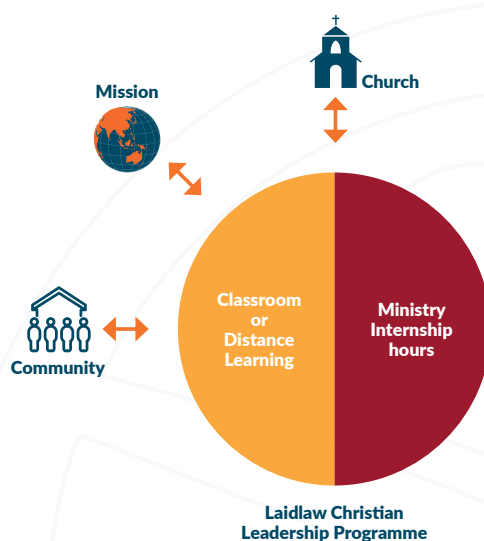 Church
Mission
Classroom
or
Distance
Learning
Ministry
Internship
hours
Community
Laidlaw Christian
Leadership Programme